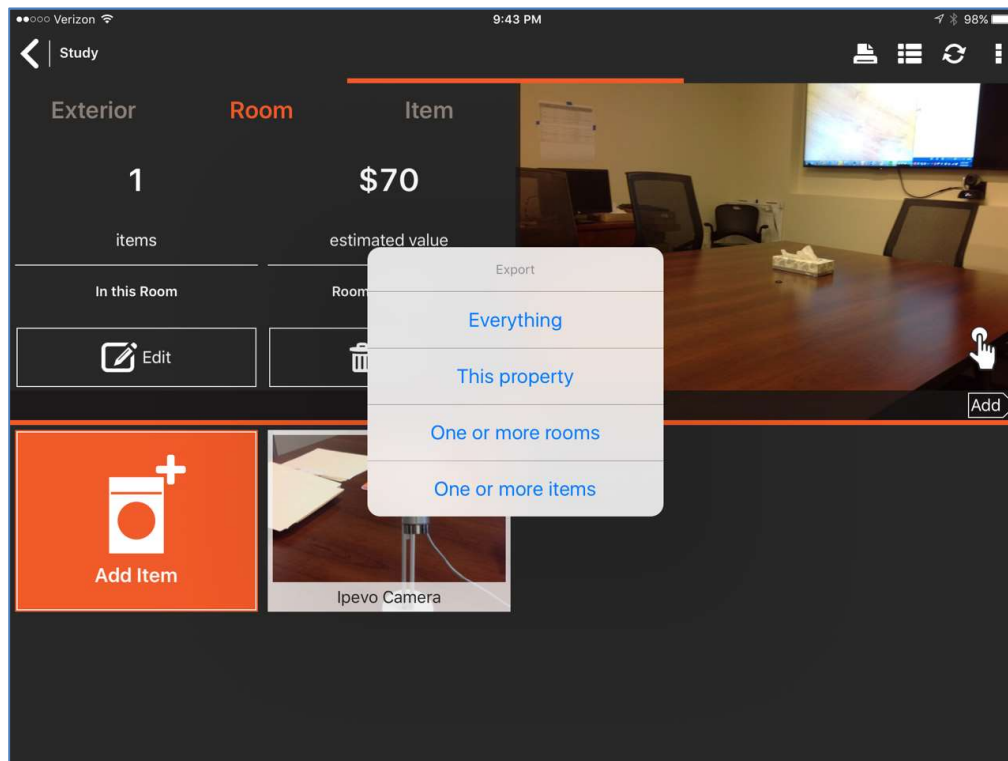 Verizon
9:43 PM
98%
Study
Exterior
Room
Item
1
$70
items
estimated value
In this Room
Room
Edit
Add
Export
Everything
This property
One or more rooms
One or more items
Add Item
Ipevo Camera